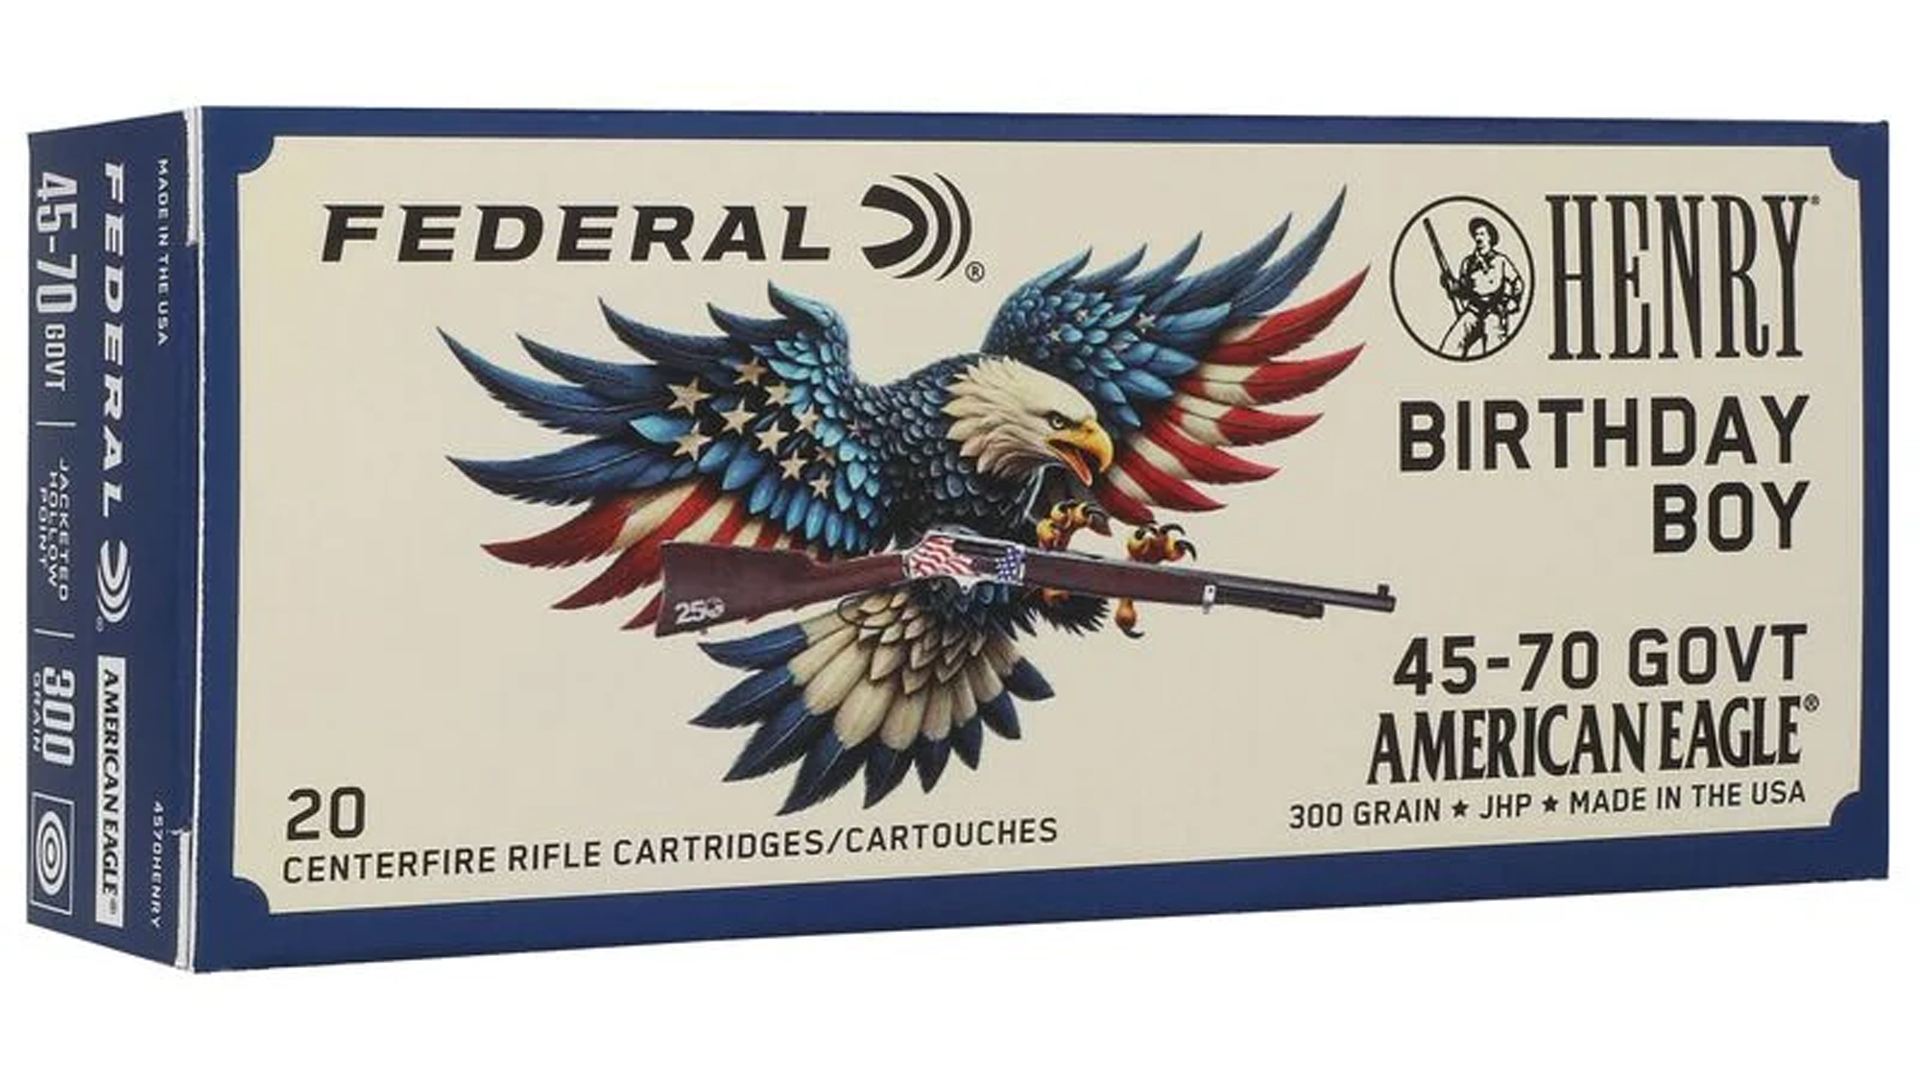 MADE IN THE USA
FEDERAL®
45-70 GOVT
JACKETED
HOLLOW
POINT
300
GRAIN
AMERICAN EAGLE®
4570HENRY
FEDERAL®
HENRY®
BIRTHDAY
BOY
250
45-70 GOVT
AMERICAN EAGLE®
300 GRAIN ★ JHP ★ MADE IN THE USA
20
CENTERFIRE RIFLE CARTRIDGES/CARTOUCHES